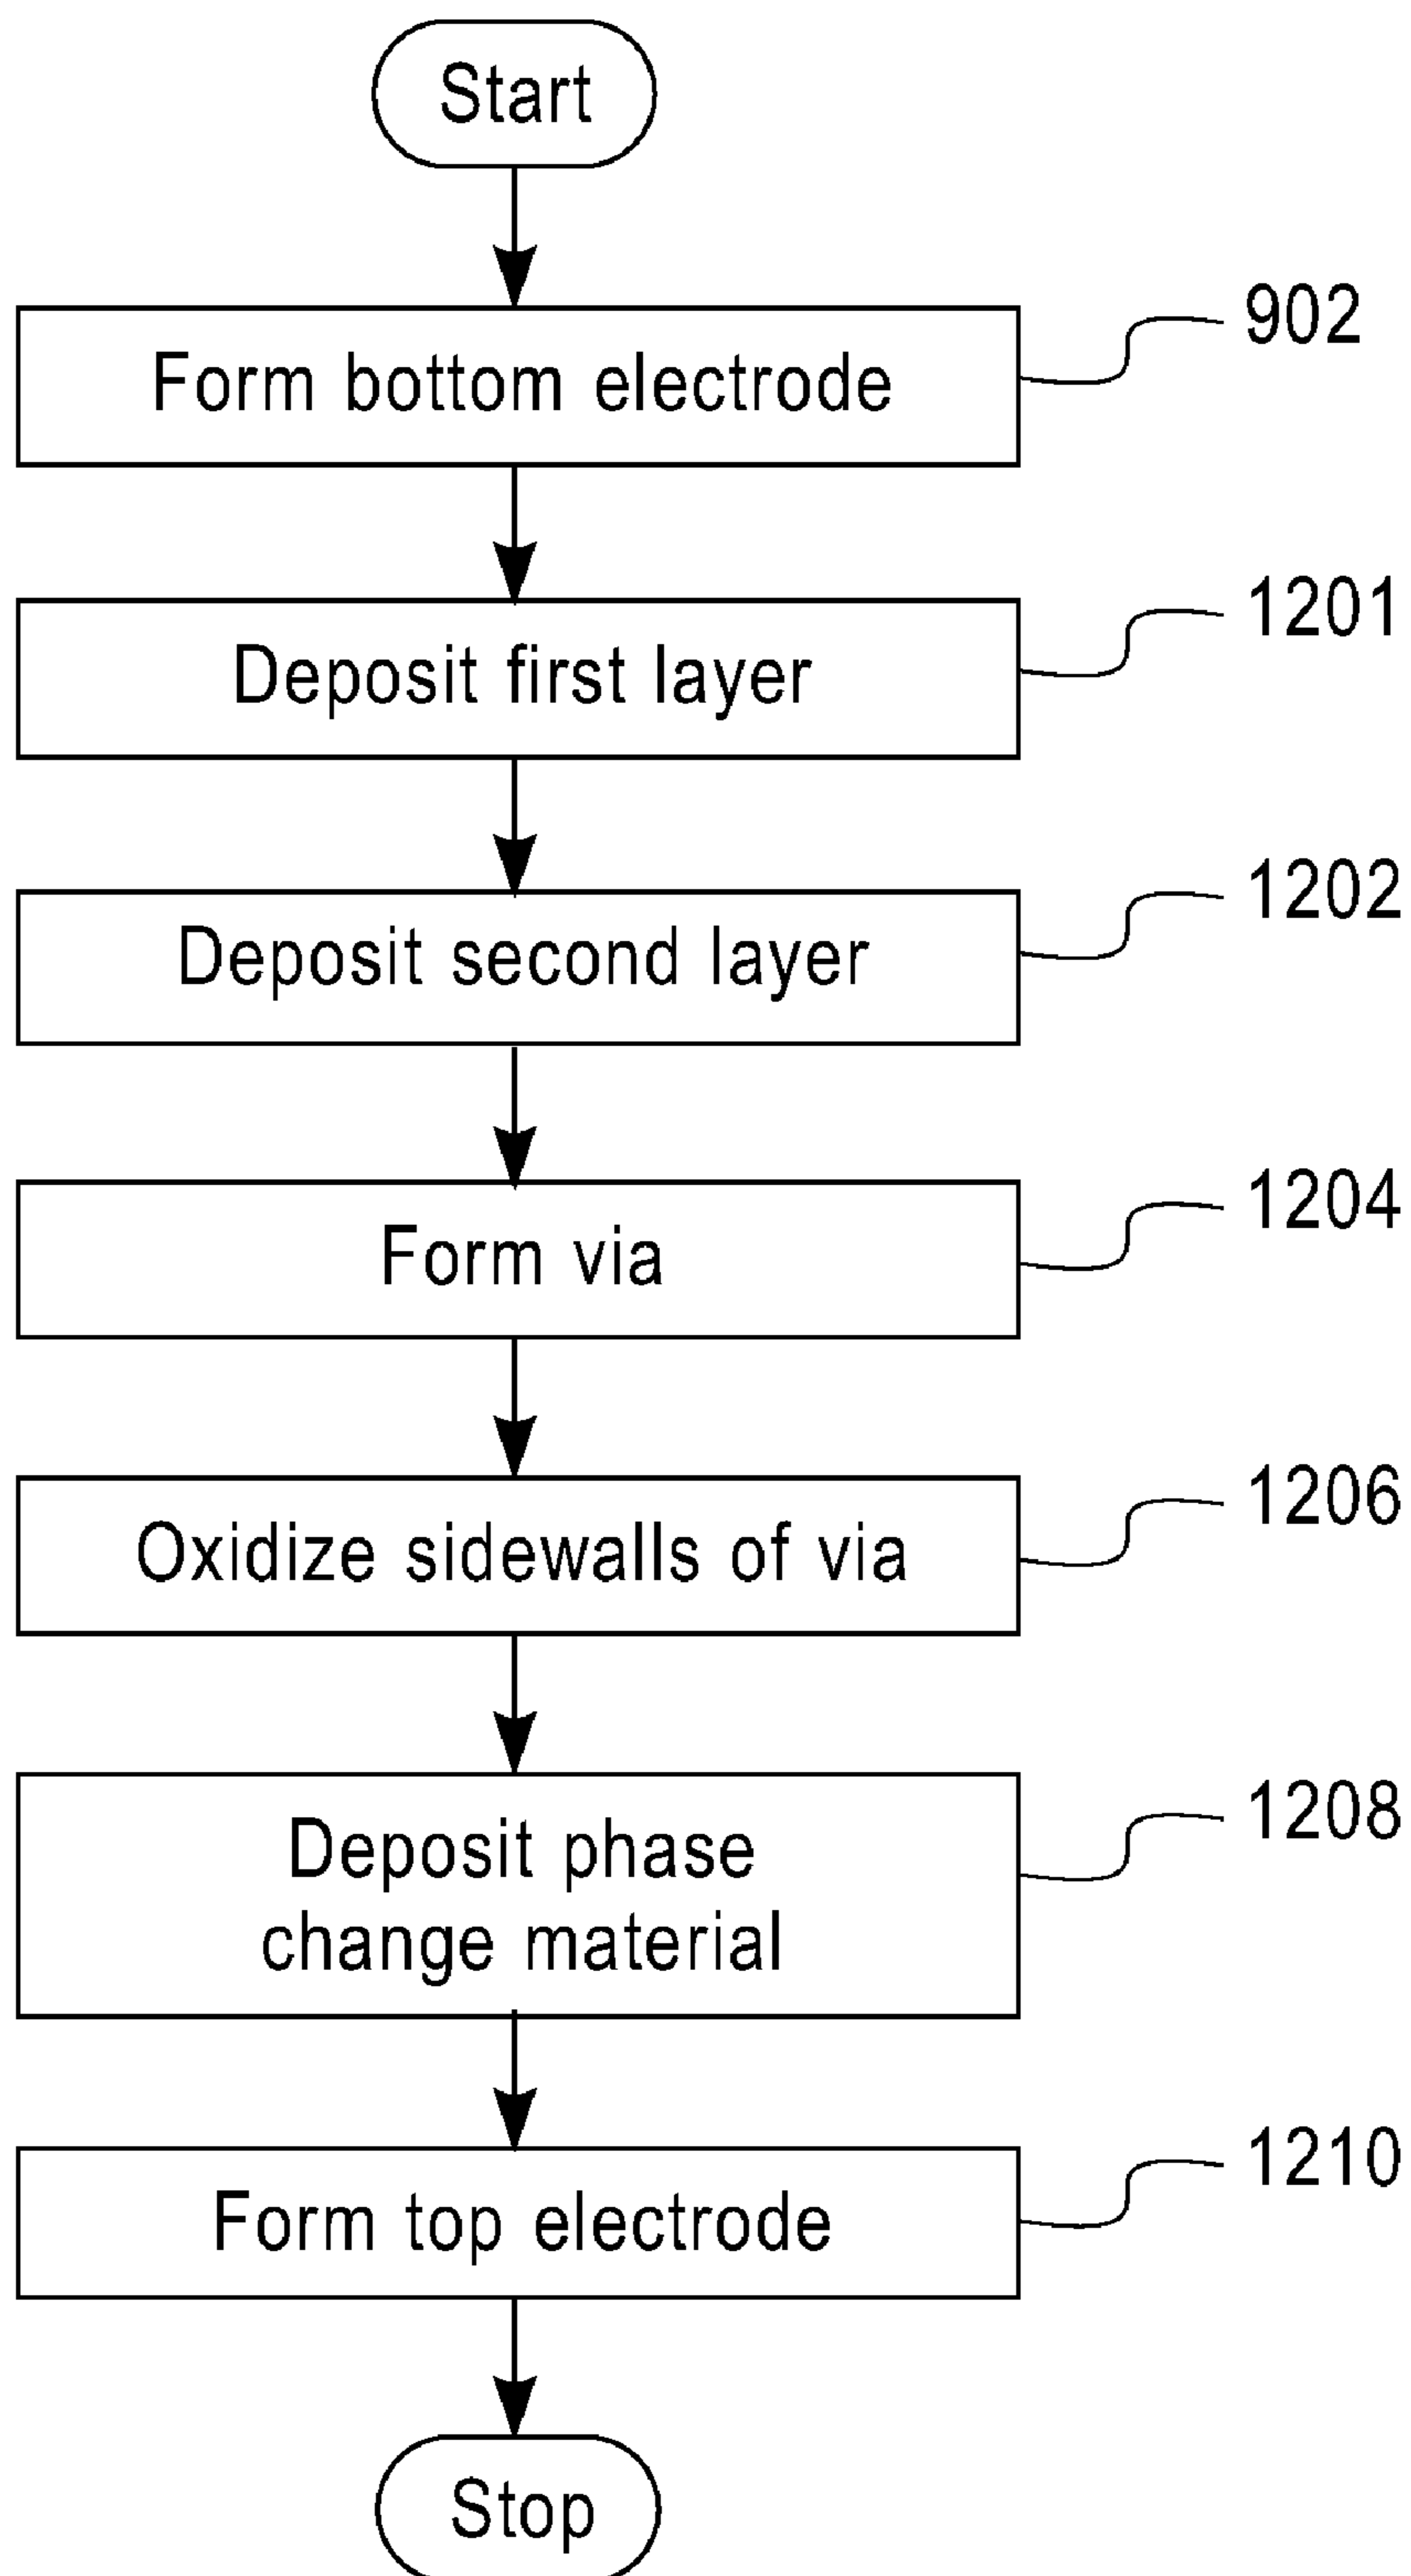 Start
Form bottom electrode
902
Deposit first layer
1201
Deposit second layer
1202
Form via
1204
Oxidize sidewalls of via
1206
Deposit phase
change material
1208
Form top electrode
1210
Stop